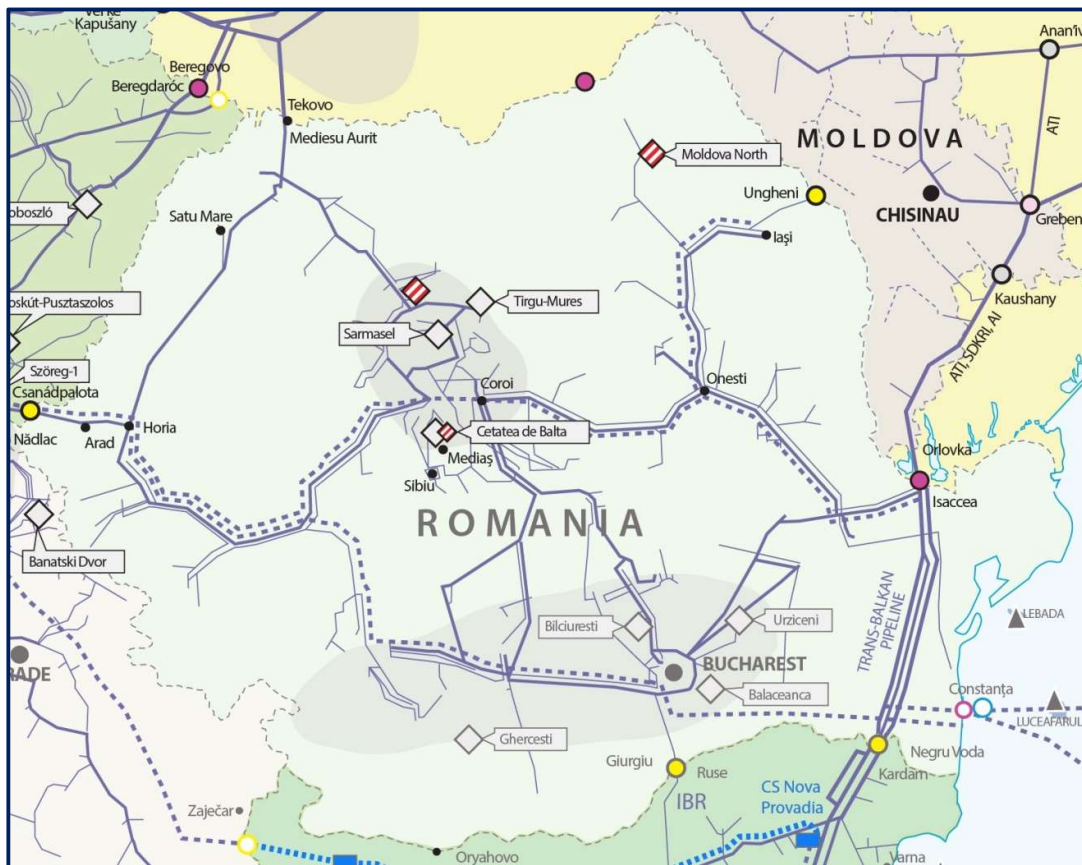 Kapušany
Beregovo
Beregdaróc
Tekovo
Mediesu Aurit
MOLDOVA
Anan'iv
ATI
Moldova North
Ungheni
CHISINAU
Greben
oboszló
Satu Mare
Iaşi
Kaushany
oskút-Pusztaszolos
Tirgu-Mures
Sarmasel
ATI, SDKRI, AI
Szöreg-1
Csanádpalota
Coroi
Onesti
Nădlac
Arad
Horia
Cetatea de Balta
Mediaş
Sibiu
Orlovka
Isaccea
ROMANIA
Banatski Dvor
TRANS-BALKAN
PIPELINE
Bilciuresti
Urziceni
LEBADA
RADE
BUCHAREST
Balaceanca
Constanța
LUCEAFARUL
Ghercesti
Giurgiu
Ruse
Negru Voda
Kardam
Zaječar
IBR
CS Nova
Provadia
Oryahovo
Varna